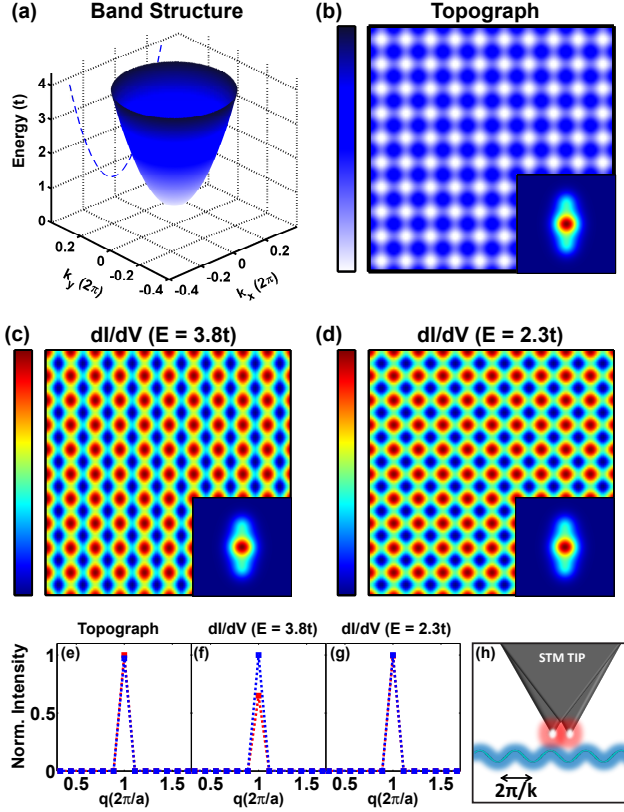 (a) Band Structure
Energy (t)
4
3
2
1
0
0.2
0
-0.2
-0.4
k_y (2π)
-0.4
-0.2
0
0.2
k_x (2π)
(b) Topograph
(c) dI/dV (E = 3.8t)
(d) dI/dV (E = 2.3t)
Topograph
dI/dV (E = 3.8t)
dI/dV (E = 2.3t)
Norm. Intensity
1
0.5
0
(e)
(f)
(g)
0.5 1 1.5
0.5 1 1.5
0.5 1 1.5
q(2π/a)
q(2π/a)
q(2π/a)
(h)
STM TIP
2π/k